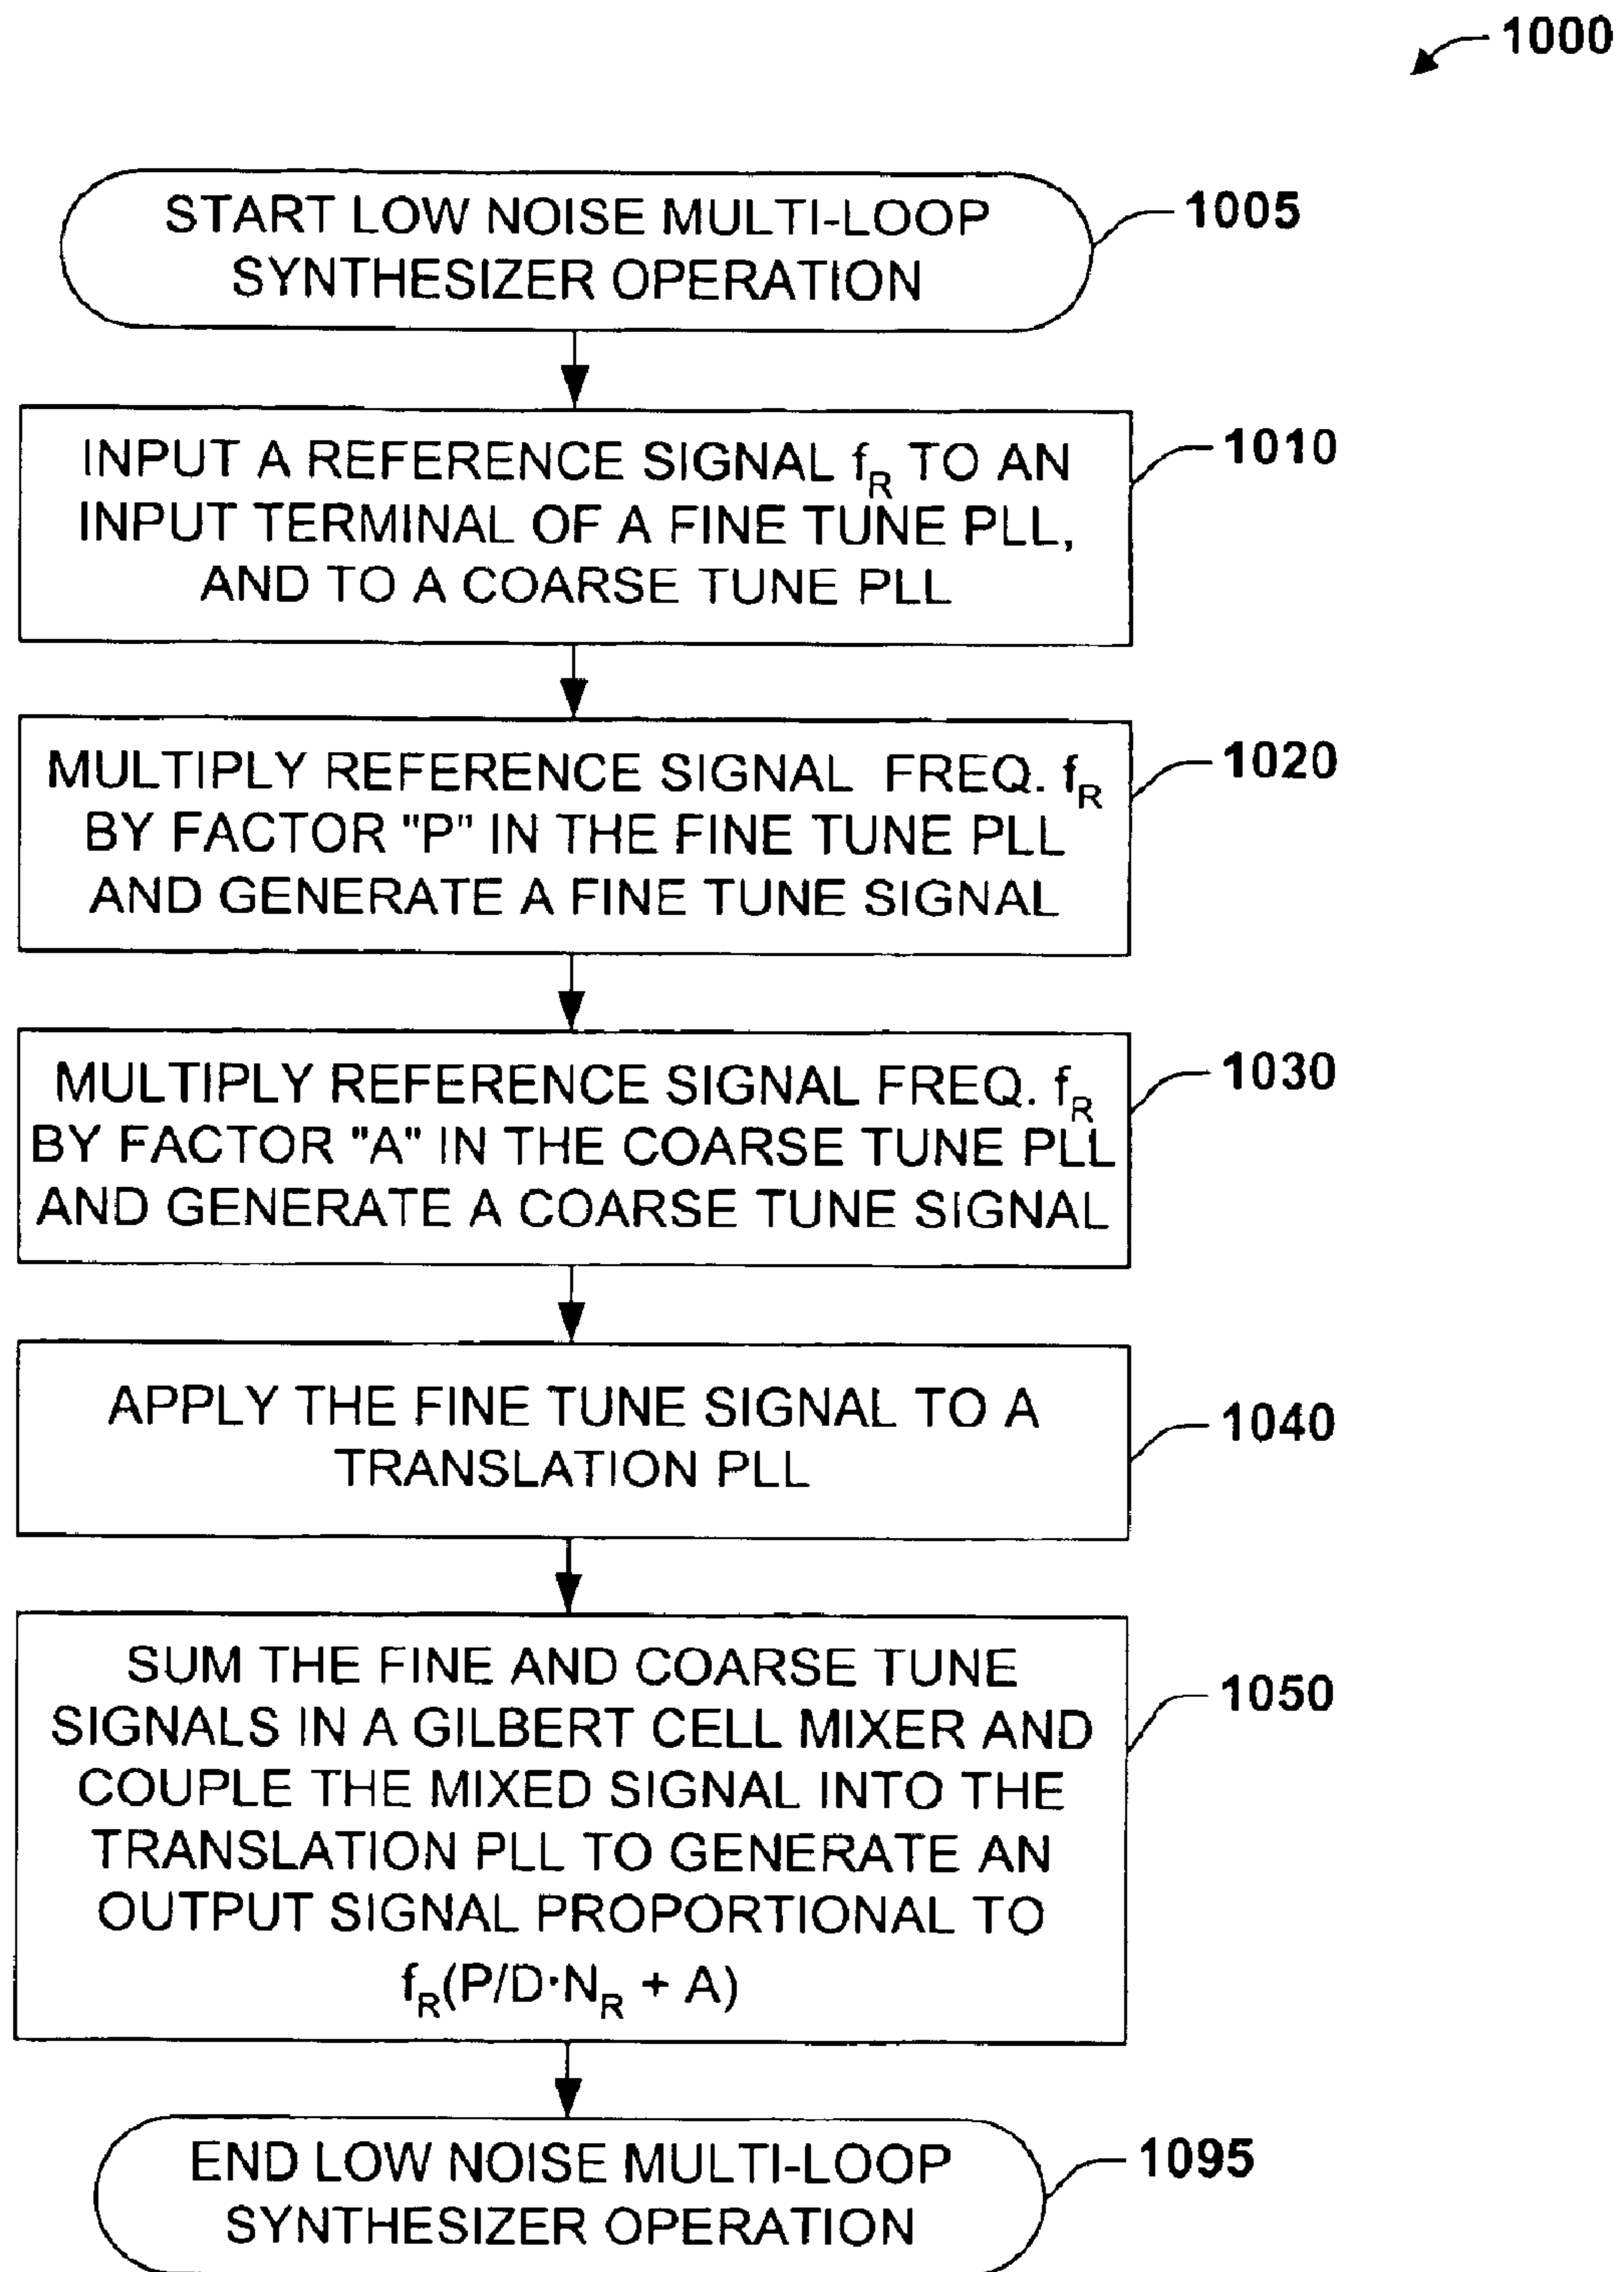 1000
START LOW NOISE MULTI-LOOP
SYNTHESIZER OPERATION
1005
INPUT A REFERENCE SIGNAL fR TO AN
INPUT TERMINAL OF A FINE TUNE PLL,
AND TO A COARSE TUNE PLL
1010
MULTIPLY REFERENCE SIGNAL FREQ. fR
BY FACTOR "P" IN THE FINE TUNE PLL
AND GENERATE A FINE TUNE SIGNAL
1020
MULTIPLY REFERENCE SIGNAL FREQ. fR
BY FACTOR "A" IN THE COARSE TUNE PLL
AND GENERATE A COARSE TUNE SIGNAL
1030
APPLY THE FINE TUNE SIGNAL TO A
TRANSLATION PLL
1040
SUM THE FINE AND COARSE TUNE
SIGNALS IN A GILBERT CELL MIXER AND
COUPLE THE MIXED SIGNAL INTO THE
TRANSLATION PLL TO GENERATE AN
OUTPUT SIGNAL PROPORTIONAL TO
fR(P/D·NR + A)
1050
END LOW NOISE MULTI-LOOP
SYNTHESIZER OPERATION
1095